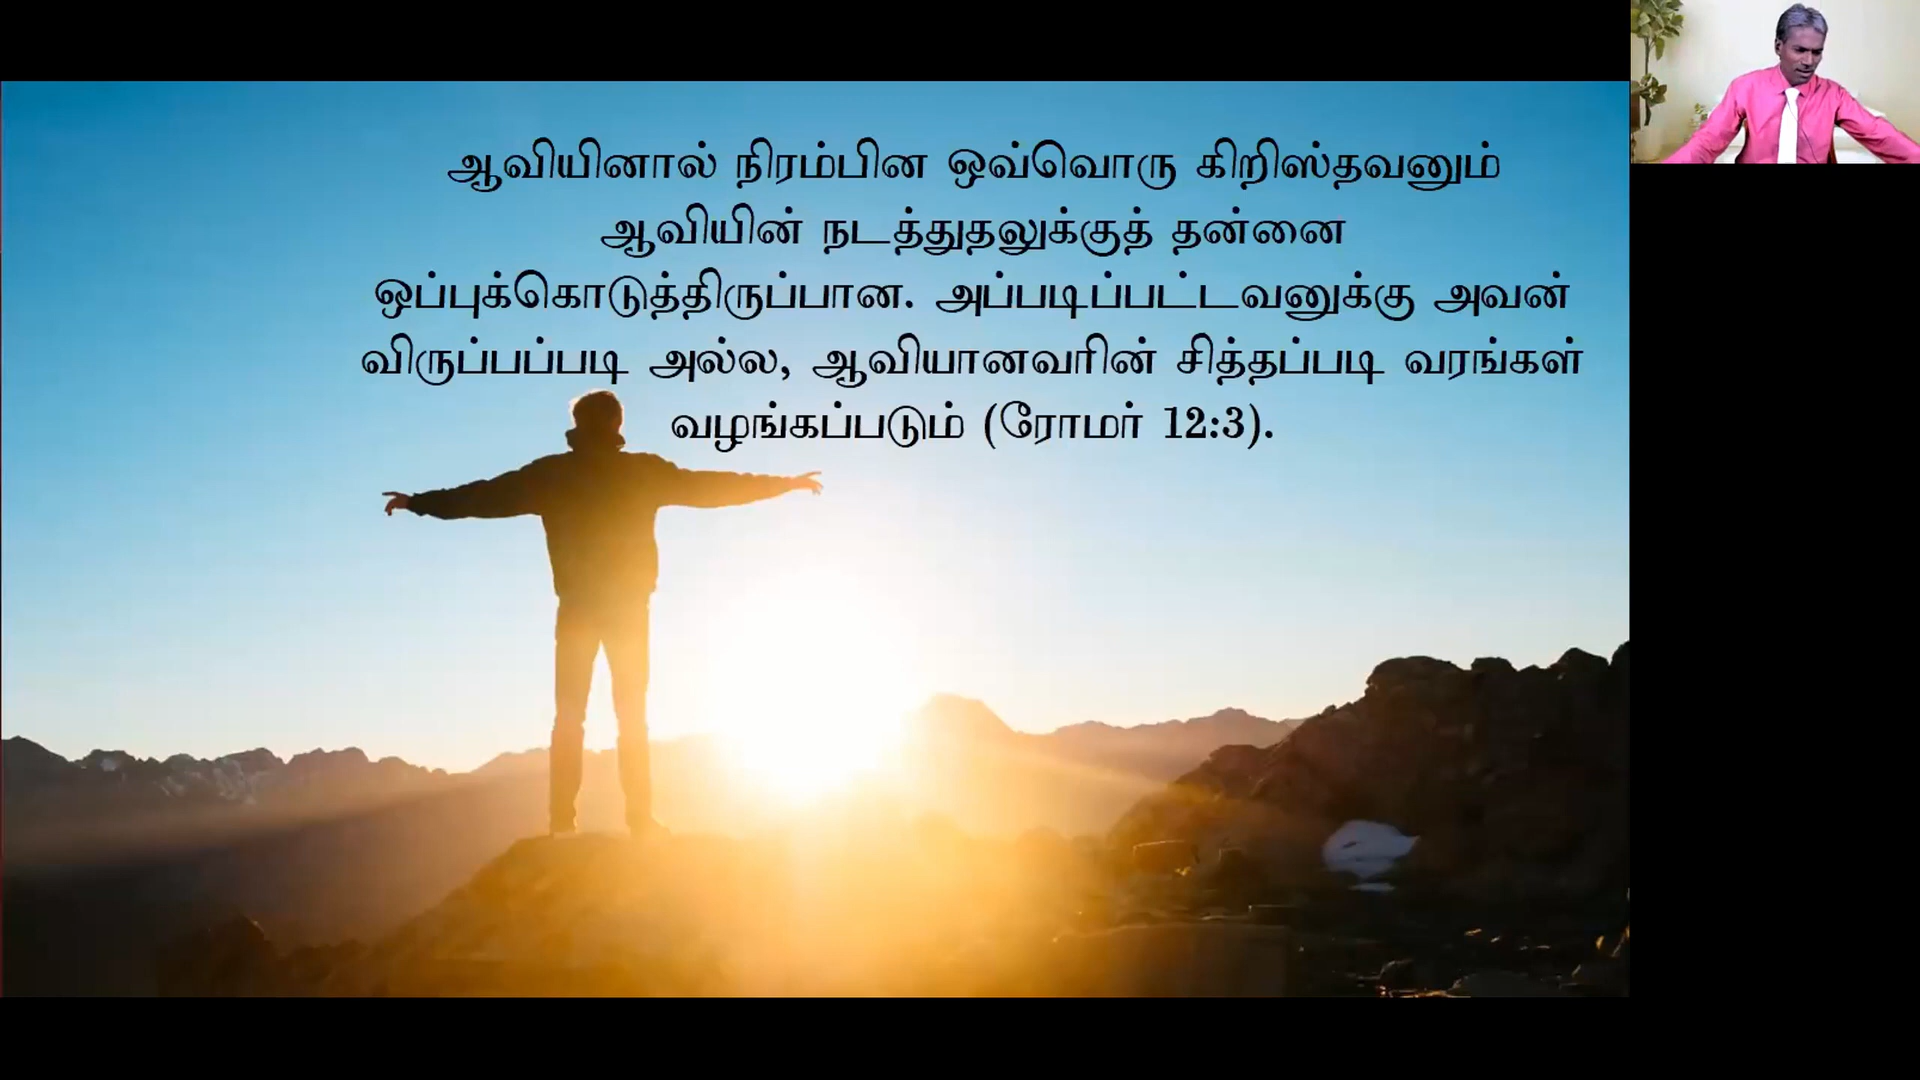 ஆவியினால் நிரம்பின ஒவ்வொரு கிறிஸ்தவனும்
ஆவியின் நடத்துதலுக்குத் தன்னை
ஒப்புக்கொடுத்திருப்பான. அப்படிப்பட்டவனுக்கு அவன்
விருப்பப்படி அல்ல, ஆவியானவரின் சித்தப்படி வரங்கள்
வழங்கப்படும் (ரோமர் 12:3).